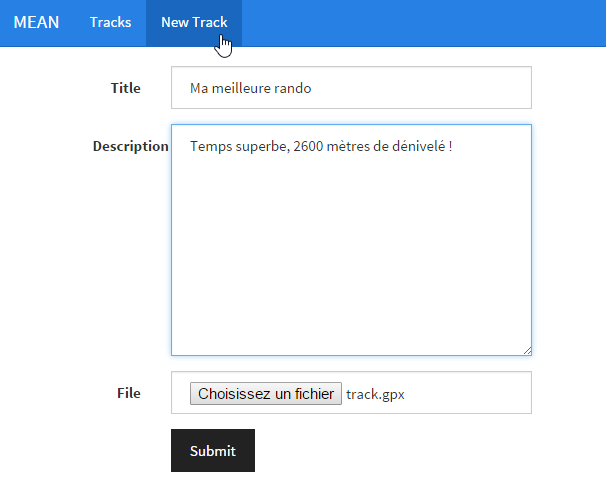 MEAN Tracks New Track
Title Ma meilleure rando
Description Temps superbe, 2600 mètres de dénivelé !
File Choisissez un fichier track.gpx
Submit